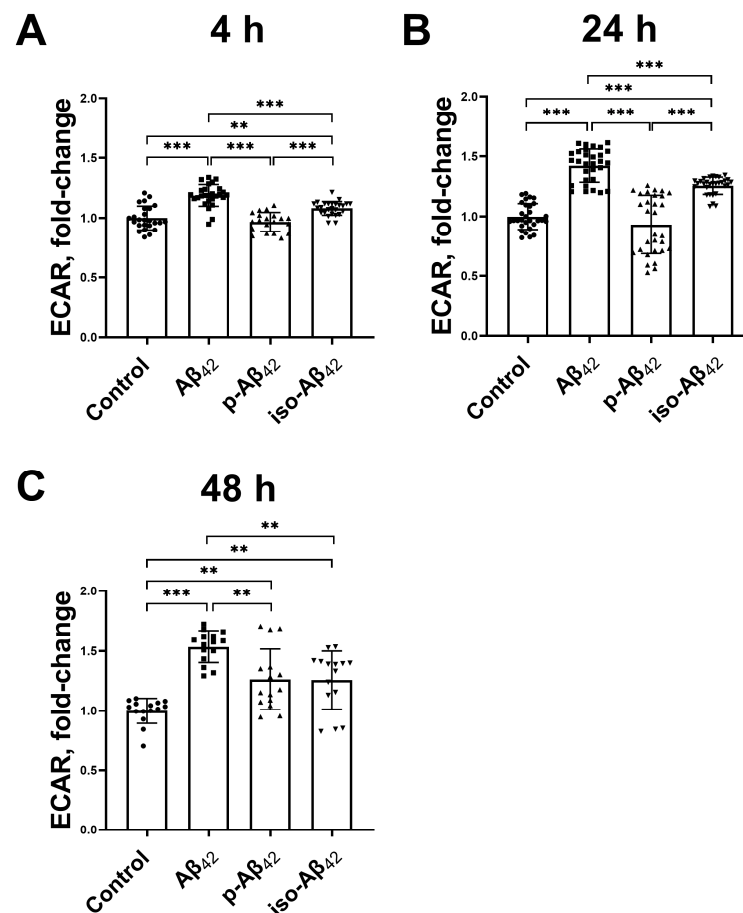 A
4 h
***
**
*** *** ***
ECAR, fold-change
2.0
1.5
1.0
0.5
0.0
Control
Aβ42
p-Aβ42
iso-Aβ42
B
24 h
***
***
*** *** ***
ECAR, fold-change
2.0
1.5
1.0
0.5
0.0
Control
Aβ42
p-Aβ42
iso-Aβ42
C
48 h
**
**
**
*** **
ECAR, fold-change
2.0
1.5
1.0
0.5
0.0
Control
Aβ42
p-Aβ42
iso-Aβ42